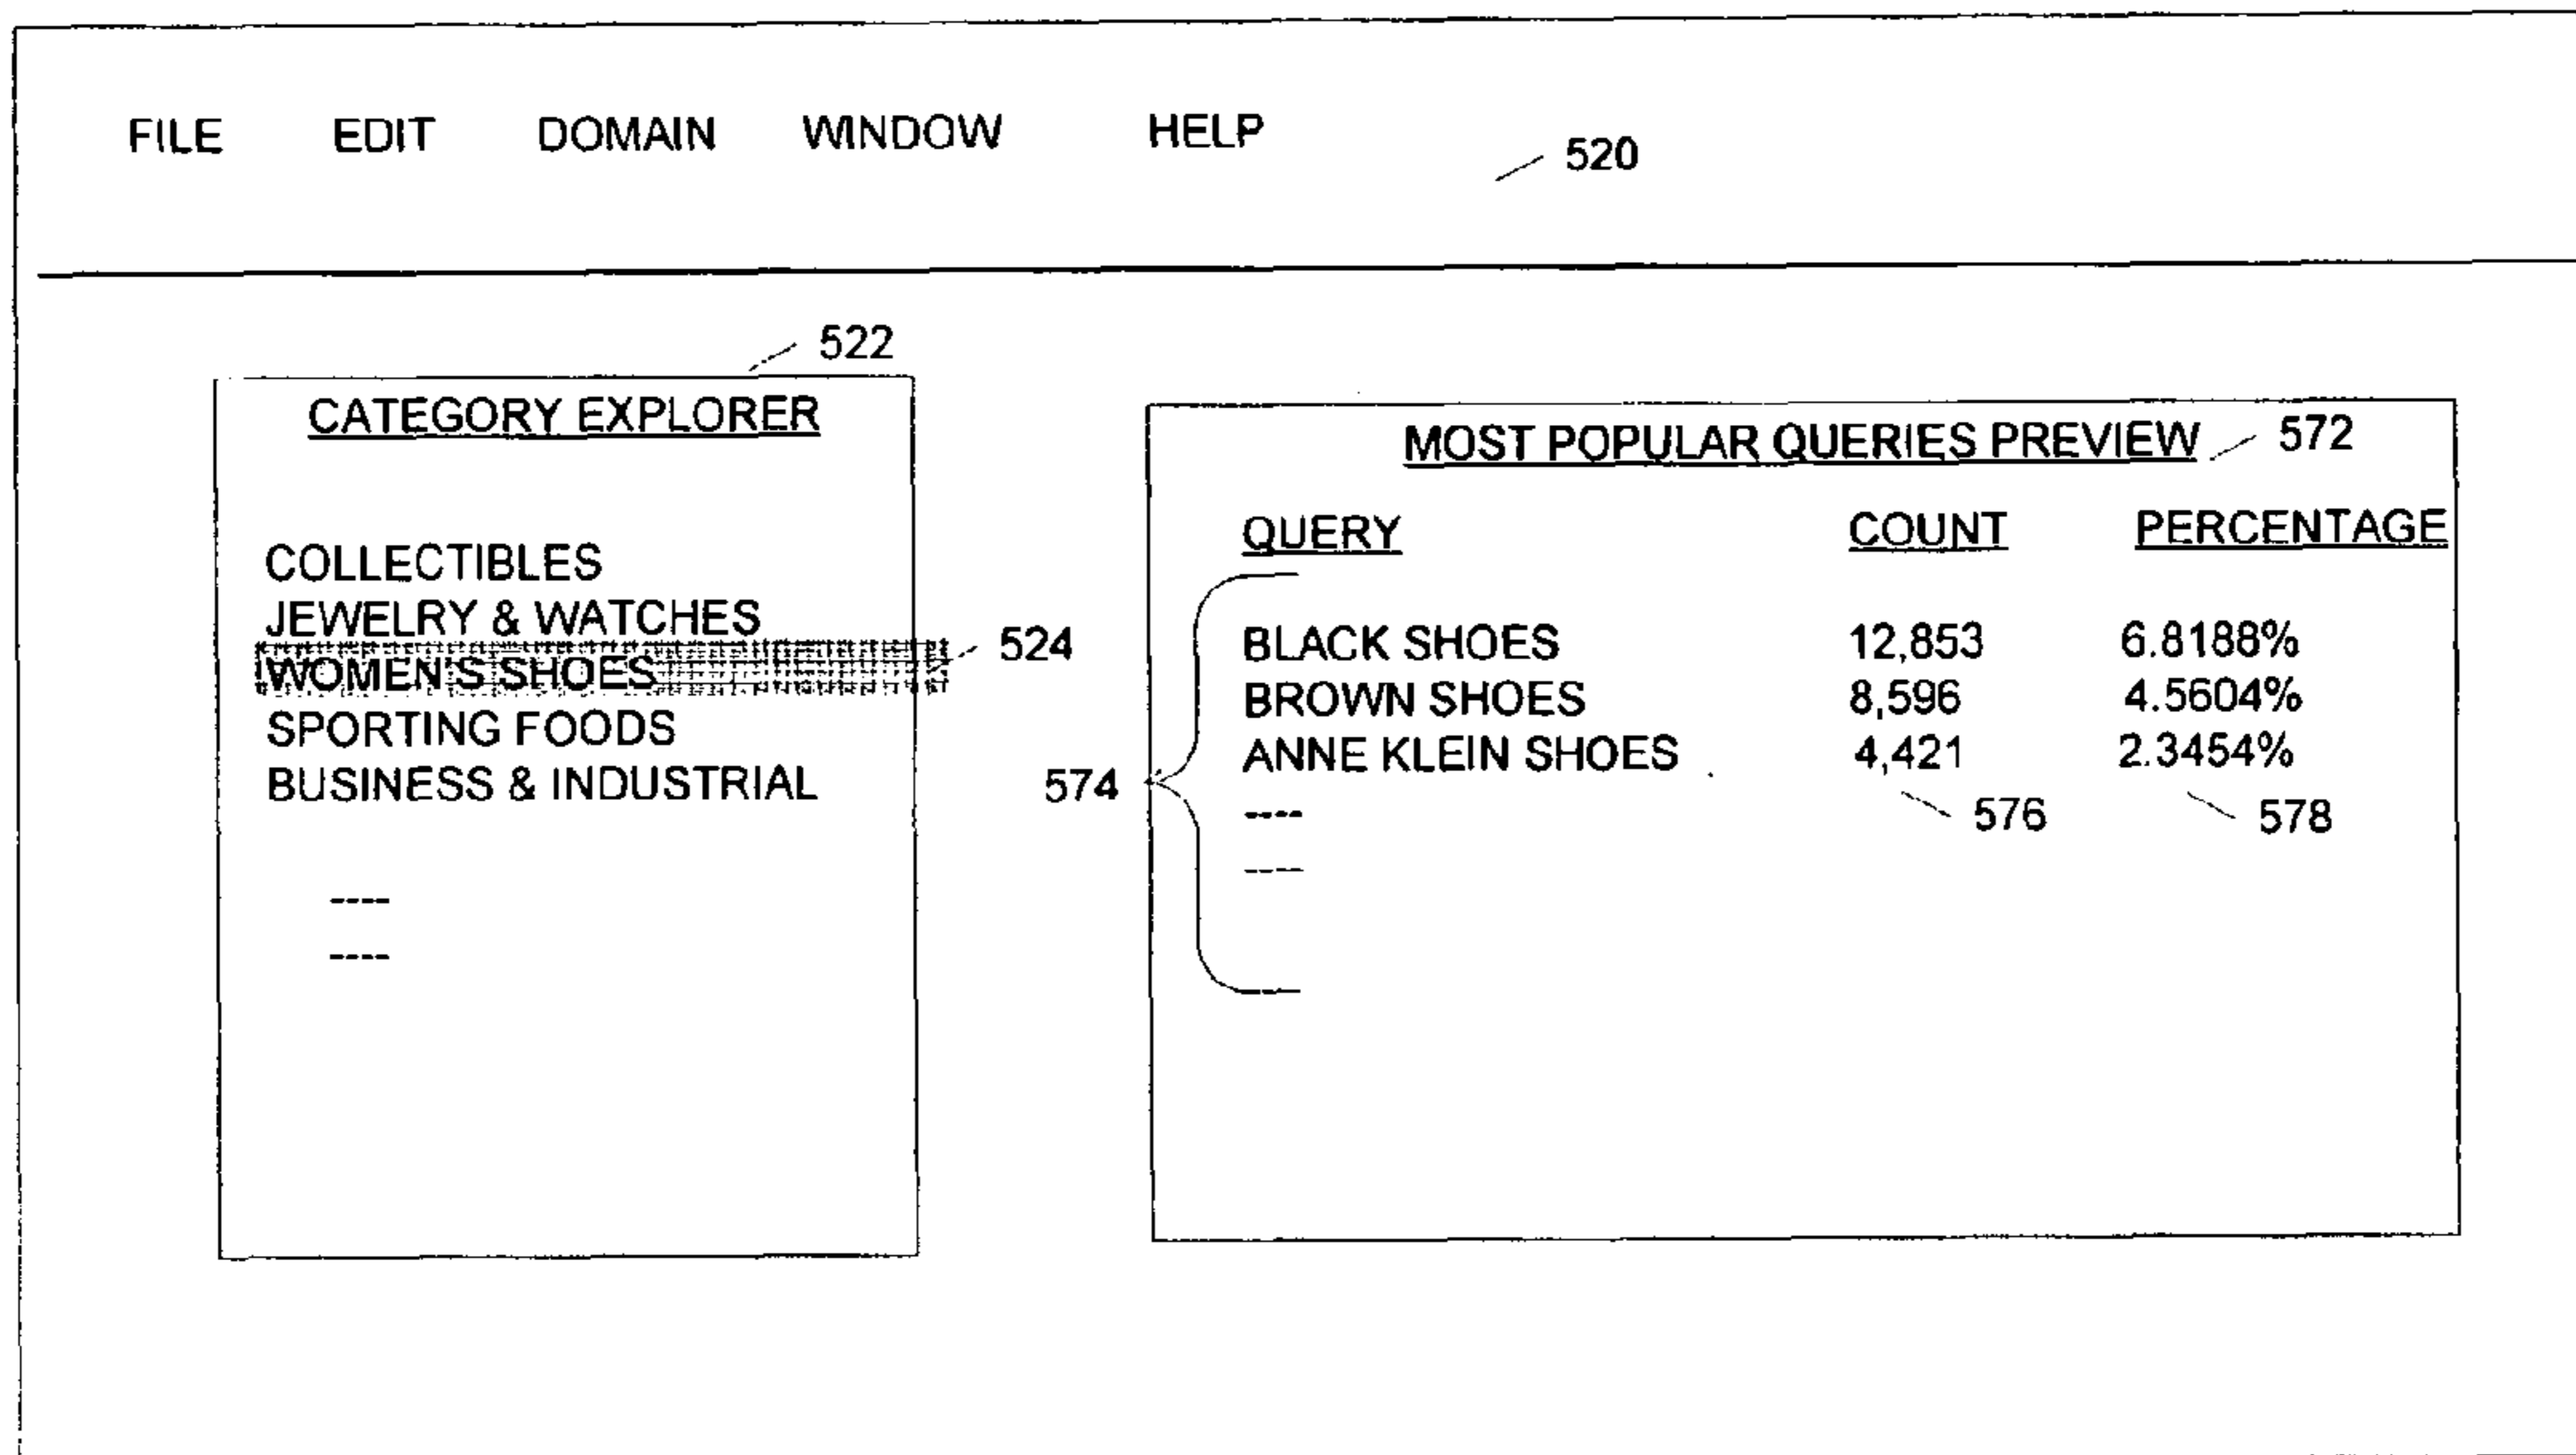 FILE EDIT DOMAIN WINDOW HELP
520
522
CATEGORY EXPLORER
COLLECTIBLES
JEWELRY & WATCHES
WOMEN'S SHOES
524
SPORTING FOODS
BUSINESS & INDUSTRIAL
----
----
MOST POPULAR QUERIES PREVIEW 572
QUERY COUNT PERCENTAGE
BLACK SHOES 12,853 6.8188%
BROWN SHOES 8,596 4.5604%
ANNE KLEIN SHOES 4,421 2.3454%
574
---- 576 578
----